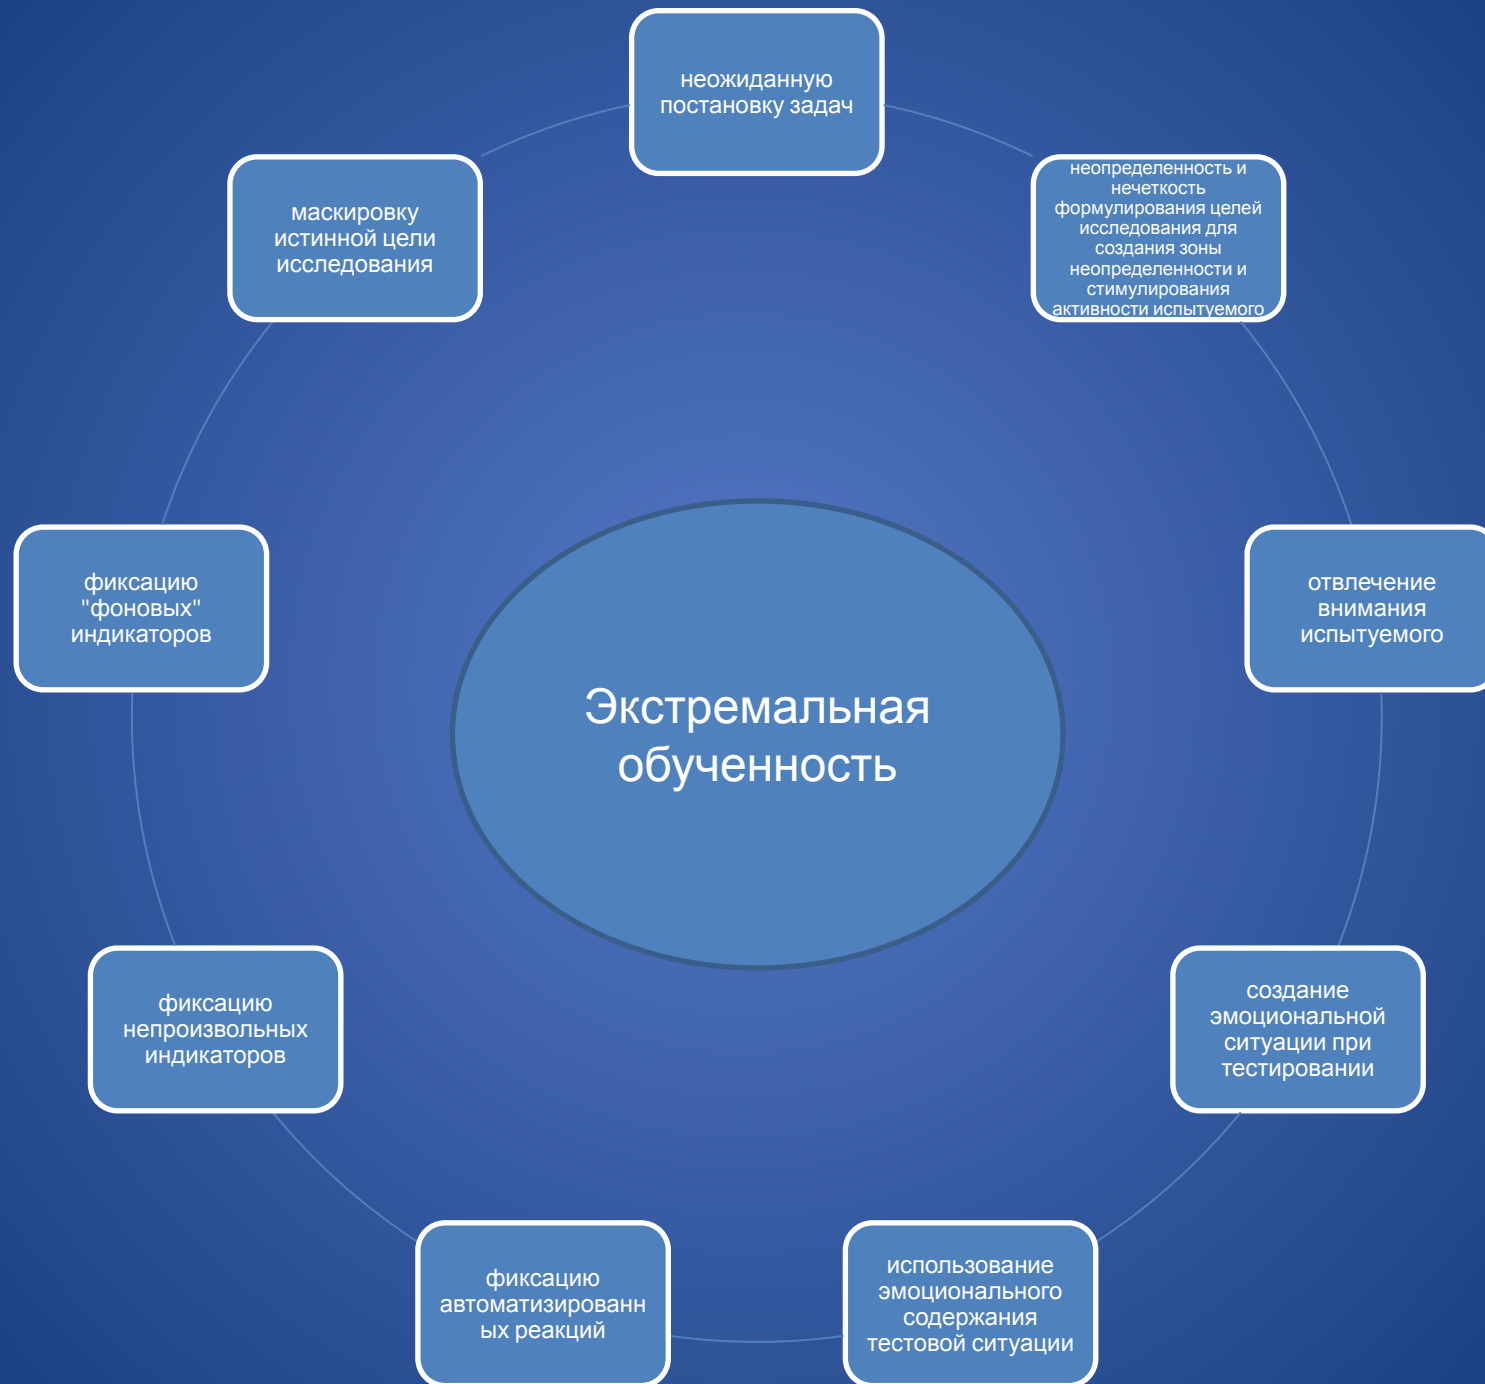 неожиданную
постановку задач
неопределенность и
нечеткость
формулирования целей
исследования для
создания зоны
неопределенности и
стимулирования
активности испытуемого
отвлечение
внимания
испытуемого
создание
эмоциональной
ситуации при
тестировании
использование
эмоционального
содержания
тестовой ситуации
фиксацию
автоматизированн
ых реакций
фиксацию
непроизвольных
индикаторов
фиксацию
"фоновых"
индикаторов
маскировку
истинной цели
исследования
Экстремальная
обученность